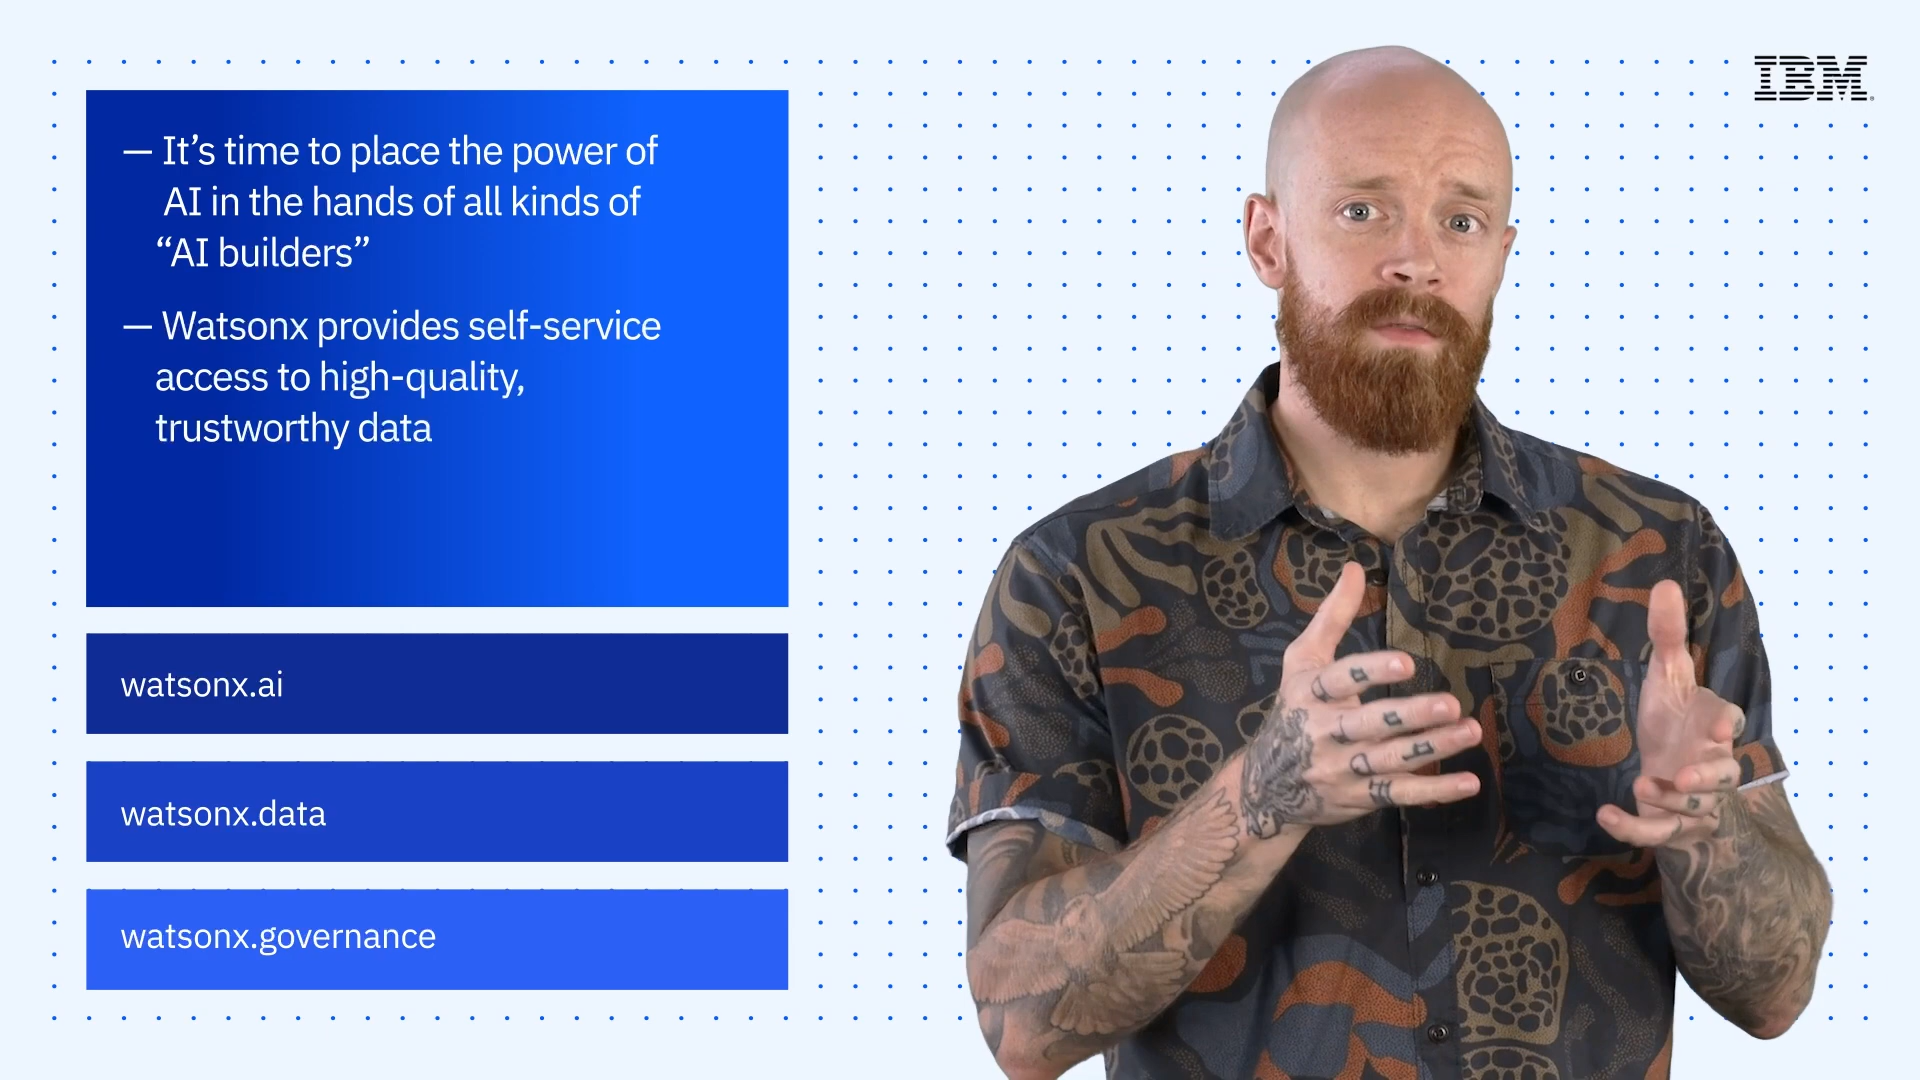 — It’s time to place the power of
AI in the hands of all kinds of
“AI builders”
— Watsonx provides self-service
access to high-quality,
trustworthy data
watsonx.ai
watsonx.data
watsonx.governance
IBM